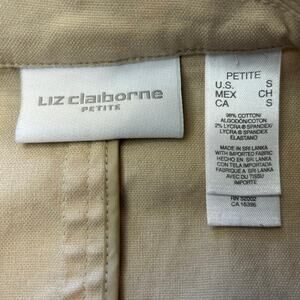 LIZ claiborne
PETITE
PETITE
U.S. S
MEX CH
CA S
98% COTTON/
ALGODÓN/COTON
2% LYCRA® SPANDEX/
LYCRA® SPANDEX
ELASTANO
MADE IN SRI LANKA
WITH IMPORTED FABRIC
HECHO EN SRI LANKA
CON TELA IMPORTADA
FABRIQUÉ A SRI LANKA
AVEC DU TISSU
IMPORTÉ
RN 52002
CA 16395